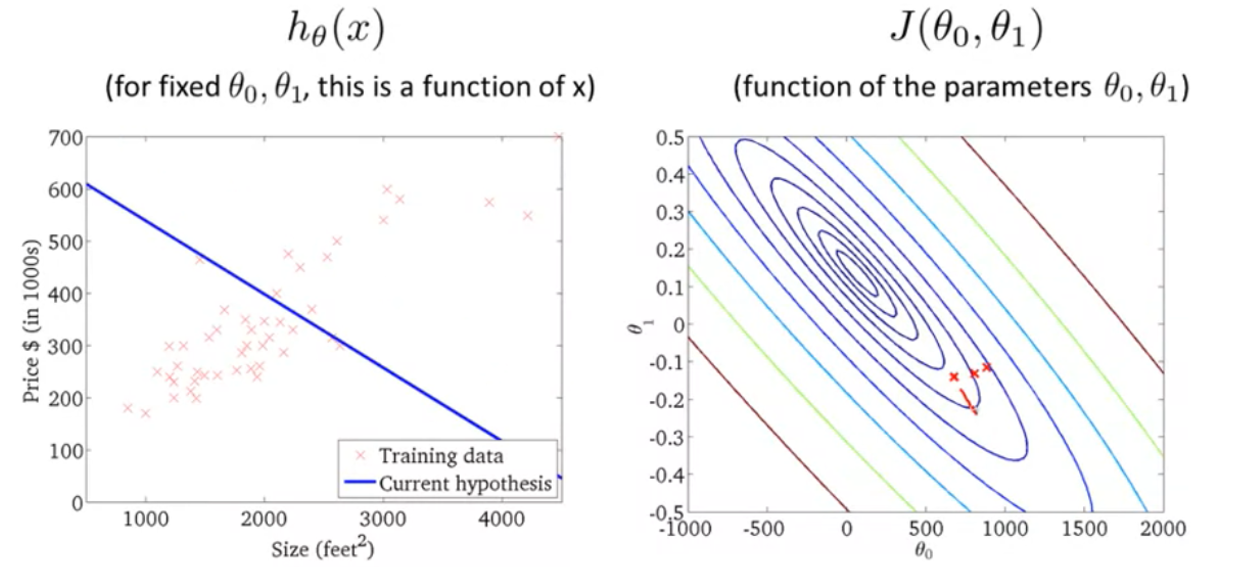 hθ(x)
(for fixed θ0, θ1, this is a function of x)
700
600
500
400
300
200
100
0
Price $ (in 1000s)
1000 2000 3000 4000
Size (feet²)
Training data
Current hypothesis
J(θ0, θ1)
(function of the parameters θ0, θ1)
0.5
0.4
0.3
0.2
0.1
0
-0.1
-0.2
-0.3
-0.4
-0.5
θ1
-1000 -500 0 500 1000 1500 2000
θ0